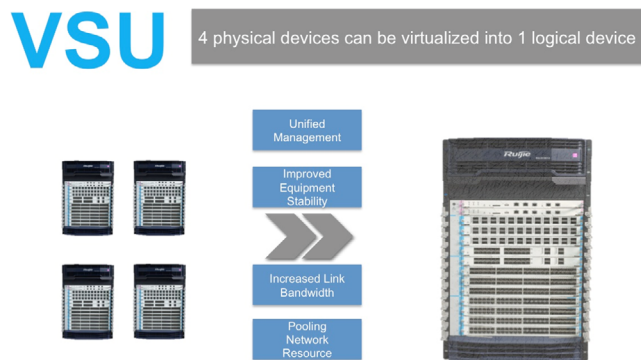 VSU
4 physical devices can be virtualized into 1 logical device
Unified
Management
Improved
Equipment
Stability
Increased Link
Bandwidth
Pooling
Network
Resource
Ruijie